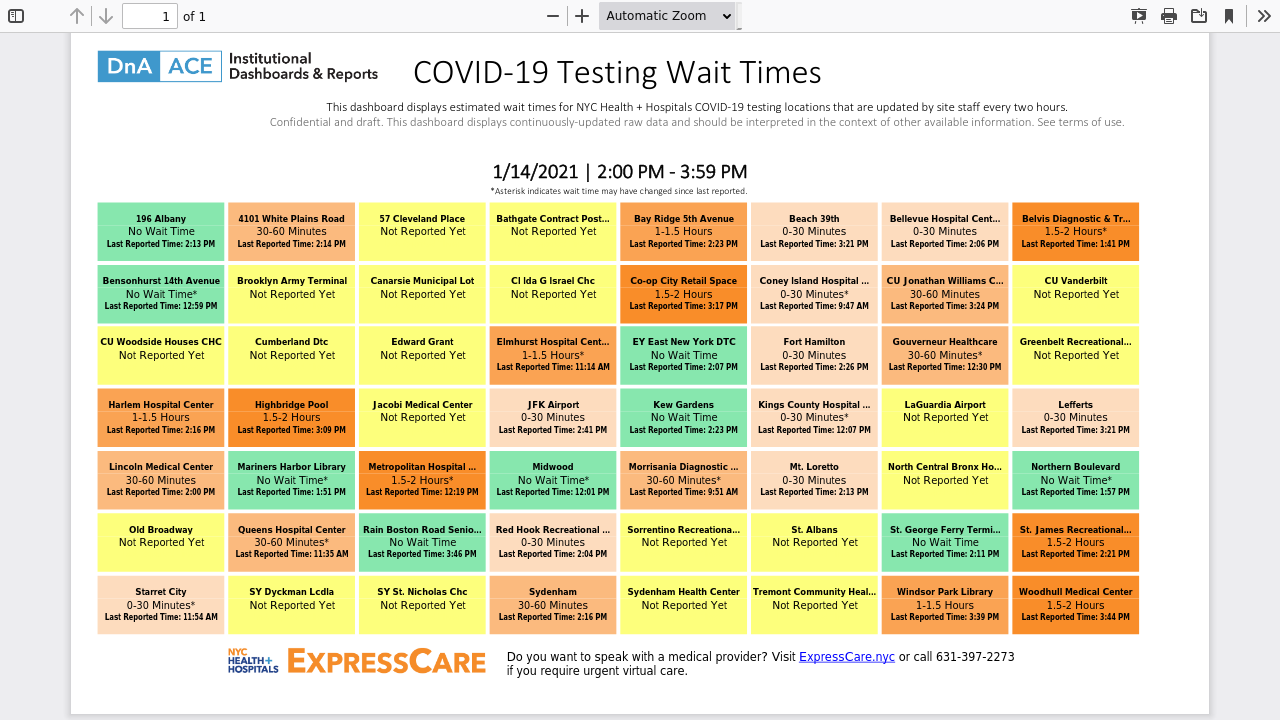 1
of 1
Automatic Zoom
DnA ACE Institutional
Dashboards & Reports
COVID-19 Testing Wait Times
This dashboard displays estimated wait times for NYC Health + Hospitals COVID-19 testing locations that are updated by site staff every two hours.
Confidential and draft. This dashboard displays continuously-updated raw data and should be interpreted in the context of other available information. See terms of use.
1/14/2021 | 2:00 PM - 3:59 PM
*Asterisk indicates wait time may have changed since last reported.
196 Albany
No Wait Time
Last Reported Time: 2:13 PM
4101 White Plains Road
30-60 Minutes
Last Reported Time: 2:14 PM
57 Cleveland Place
Not Reported Yet
Bathgate Contract Post...
Not Reported Yet
Bay Ridge 5th Avenue
1-1.5 Hours
Last Reported Time: 2:23 PM
Beach 39th
0-30 Minutes
Last Reported Time: 3:21 PM
Bellevue Hospital Cent...
0-30 Minutes
Last Reported Time: 2:06 PM
Belvis Diagnostic & Tr...
1.5-2 Hours*
Last Reported Time: 1:41 PM
Bensonhurst 14th Avenue
No Wait Time*
Last Reported Time: 12:59 PM
Brooklyn Army Terminal
Not Reported Yet
Canarsie Municipal Lot
Not Reported Yet
Cl Ida G Israel Chc
Not Reported Yet
Co-op City Retail Space
1.5-2 Hours
Last Reported Time: 3:17 PM
Coney Island Hospital ...
0-30 Minutes*
Last Reported Time: 9:47 AM
CU Jonathan Williams C...
30-60 Minutes
Last Reported Time: 3:24 PM
CU Vanderbilt
Not Reported Yet
CU Woodside Houses CHC
Not Reported Yet
Cumberland Dtc
Not Reported Yet
Edward Grant
Not Reported Yet
Elmhurst Hospital Cent...
1-1.5 Hours*
Last Reported Time: 11:14 AM
EY East New York DTC
No Wait Time
Last Reported Time: 2:07 PM
Fort Hamilton
0-30 Minutes
Last Reported Time: 2:26 PM
Gouverneur Healthcare
30-60 Minutes*
Last Reported Time: 12:30 PM
Greenbelt Recreational...
Not Reported Yet
Harlem Hospital Center
1-1.5 Hours
Last Reported Time: 2:16 PM
Highbridge Pool
1.5-2 Hours
Last Reported Time: 3:09 PM
Jacobi Medical Center
Not Reported Yet
JFK Airport
0-30 Minutes
Last Reported Time: 2:41 PM
Kew Gardens
No Wait Time
Last Reported Time: 2:23 PM
Kings County Hospital ...
0-30 Minutes*
Last Reported Time: 12:07 PM
LaGuardia Airport
Not Reported Yet
Lefferts
0-30 Minutes
Last Reported Time: 3:21 PM
Lincoln Medical Center
30-60 Minutes
Last Reported Time: 2:00 PM
Mariners Harbor Library
No Wait Time*
Last Reported Time: 1:51 PM
Metropolitan Hospital ...
1.5-2 Hours*
Last Reported Time: 12:19 PM
Midwood
No Wait Time*
Last Reported Time: 12:01 PM
Morrisania Diagnostic ...
30-60 Minutes*
Last Reported Time: 9:51 AM
Mt. Loretto
0-30 Minutes
Last Reported Time: 2:13 PM
North Central Bronx Ho...
Not Reported Yet
Northern Boulevard
No Wait Time*
Last Reported Time: 1:57 PM
Old Broadway
Not Reported Yet
Queens Hospital Center
30-60 Minutes*
Last Reported Time: 11:35 AM
Rain Boston Road Senio...
No Wait Time
Last Reported Time: 3:46 PM
Red Hook Recreational ...
0-30 Minutes
Last Reported Time: 2:04 PM
Sorrentino Recreationa...
Not Reported Yet
St. Albans
Not Reported Yet
St. George Ferry Termi...
No Wait Time
Last Reported Time: 2:11 PM
St. James Recreational...
1.5-2 Hours
Last Reported Time: 2:21 PM
Starret City
0-30 Minutes*
Last Reported Time: 11:54 AM
SY Dyckman Lcdla
Not Reported Yet
SY St. Nicholas Chc
Not Reported Yet
Sydenham
30-60 Minutes
Last Reported Time: 2:16 PM
Sydenham Health Center
Not Reported Yet
Tremont Community Heal...
Not Reported Yet
Windsor Park Library
1-1.5 Hours
Last Reported Time: 3:39 PM
Woodhull Medical Center
1.5-2 Hours
Last Reported Time: 3:44 PM
NYC
HEALTH+
HOSPITALS
EXPRESSCARE
Do you want to speak with a medical provider? Visit ExpressCare.nyc or call 631-397-2273
if you require urgent virtual care.